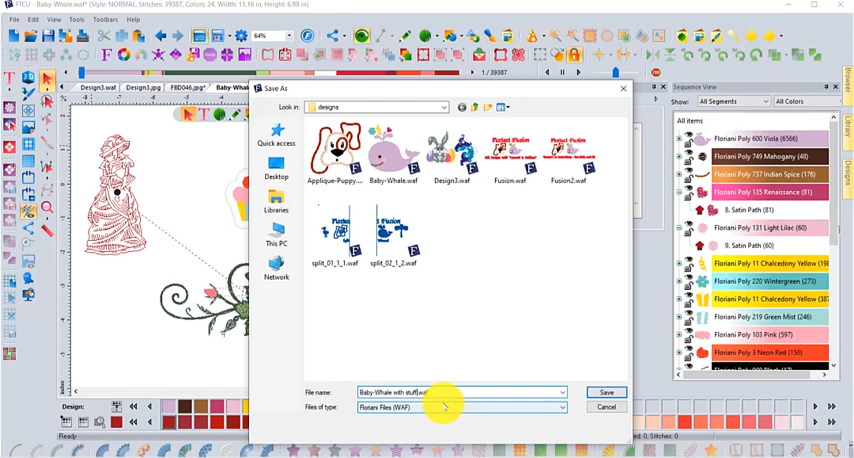 FTCU - Baby-Whale.waf* (Style: NORMAL, Stitches: 39387, Colors: 24, Width: 11.16 in, Height: 6.98 in)
File Edit View Tools Tashboards Help
64%
1 / 39387
Design3.waf Design3.jpg FBD046.jpg* Baby-Whale
Save As
Look in: designs
Quick access
Desktop
Libraries
This PC
Network
Applique-Puppy... Baby-Whale.waf Design3.waf Fusion.waf Fusion2.waf
split_01_1_1.waf split_02_1_2.waf
File name: Baby-Whale with stuff.waf
Save
Files of type: Floriani Files (WAF)
Cancel
Sequence View
Show: All Segments All Colors
All items
Floriani Poly 600 Viola (6566)
Floriani Poly 749 Mahogany (48)
Floriani Poly 737 Indian Spice (176)
Floriani Poly 135 Renaissance (81)
8. Satin Path (81)
Floriani Poly 131 Light Lilac (60)
9. Satin Path (60)
Floriani Poly 11 Chalcedony Yellow (198
Floriani Poly 220 Wintergreen (273)
Floriani Poly 11 Chalcedony Yellow (387
Floriani Poly 219 Green Mist (246)
Floriani Poly 103 Pink (597)
Floriani Poly 3 Neon Red (150)
Browser
Library
Designs
Design:
Ready
0, Stitches: 0